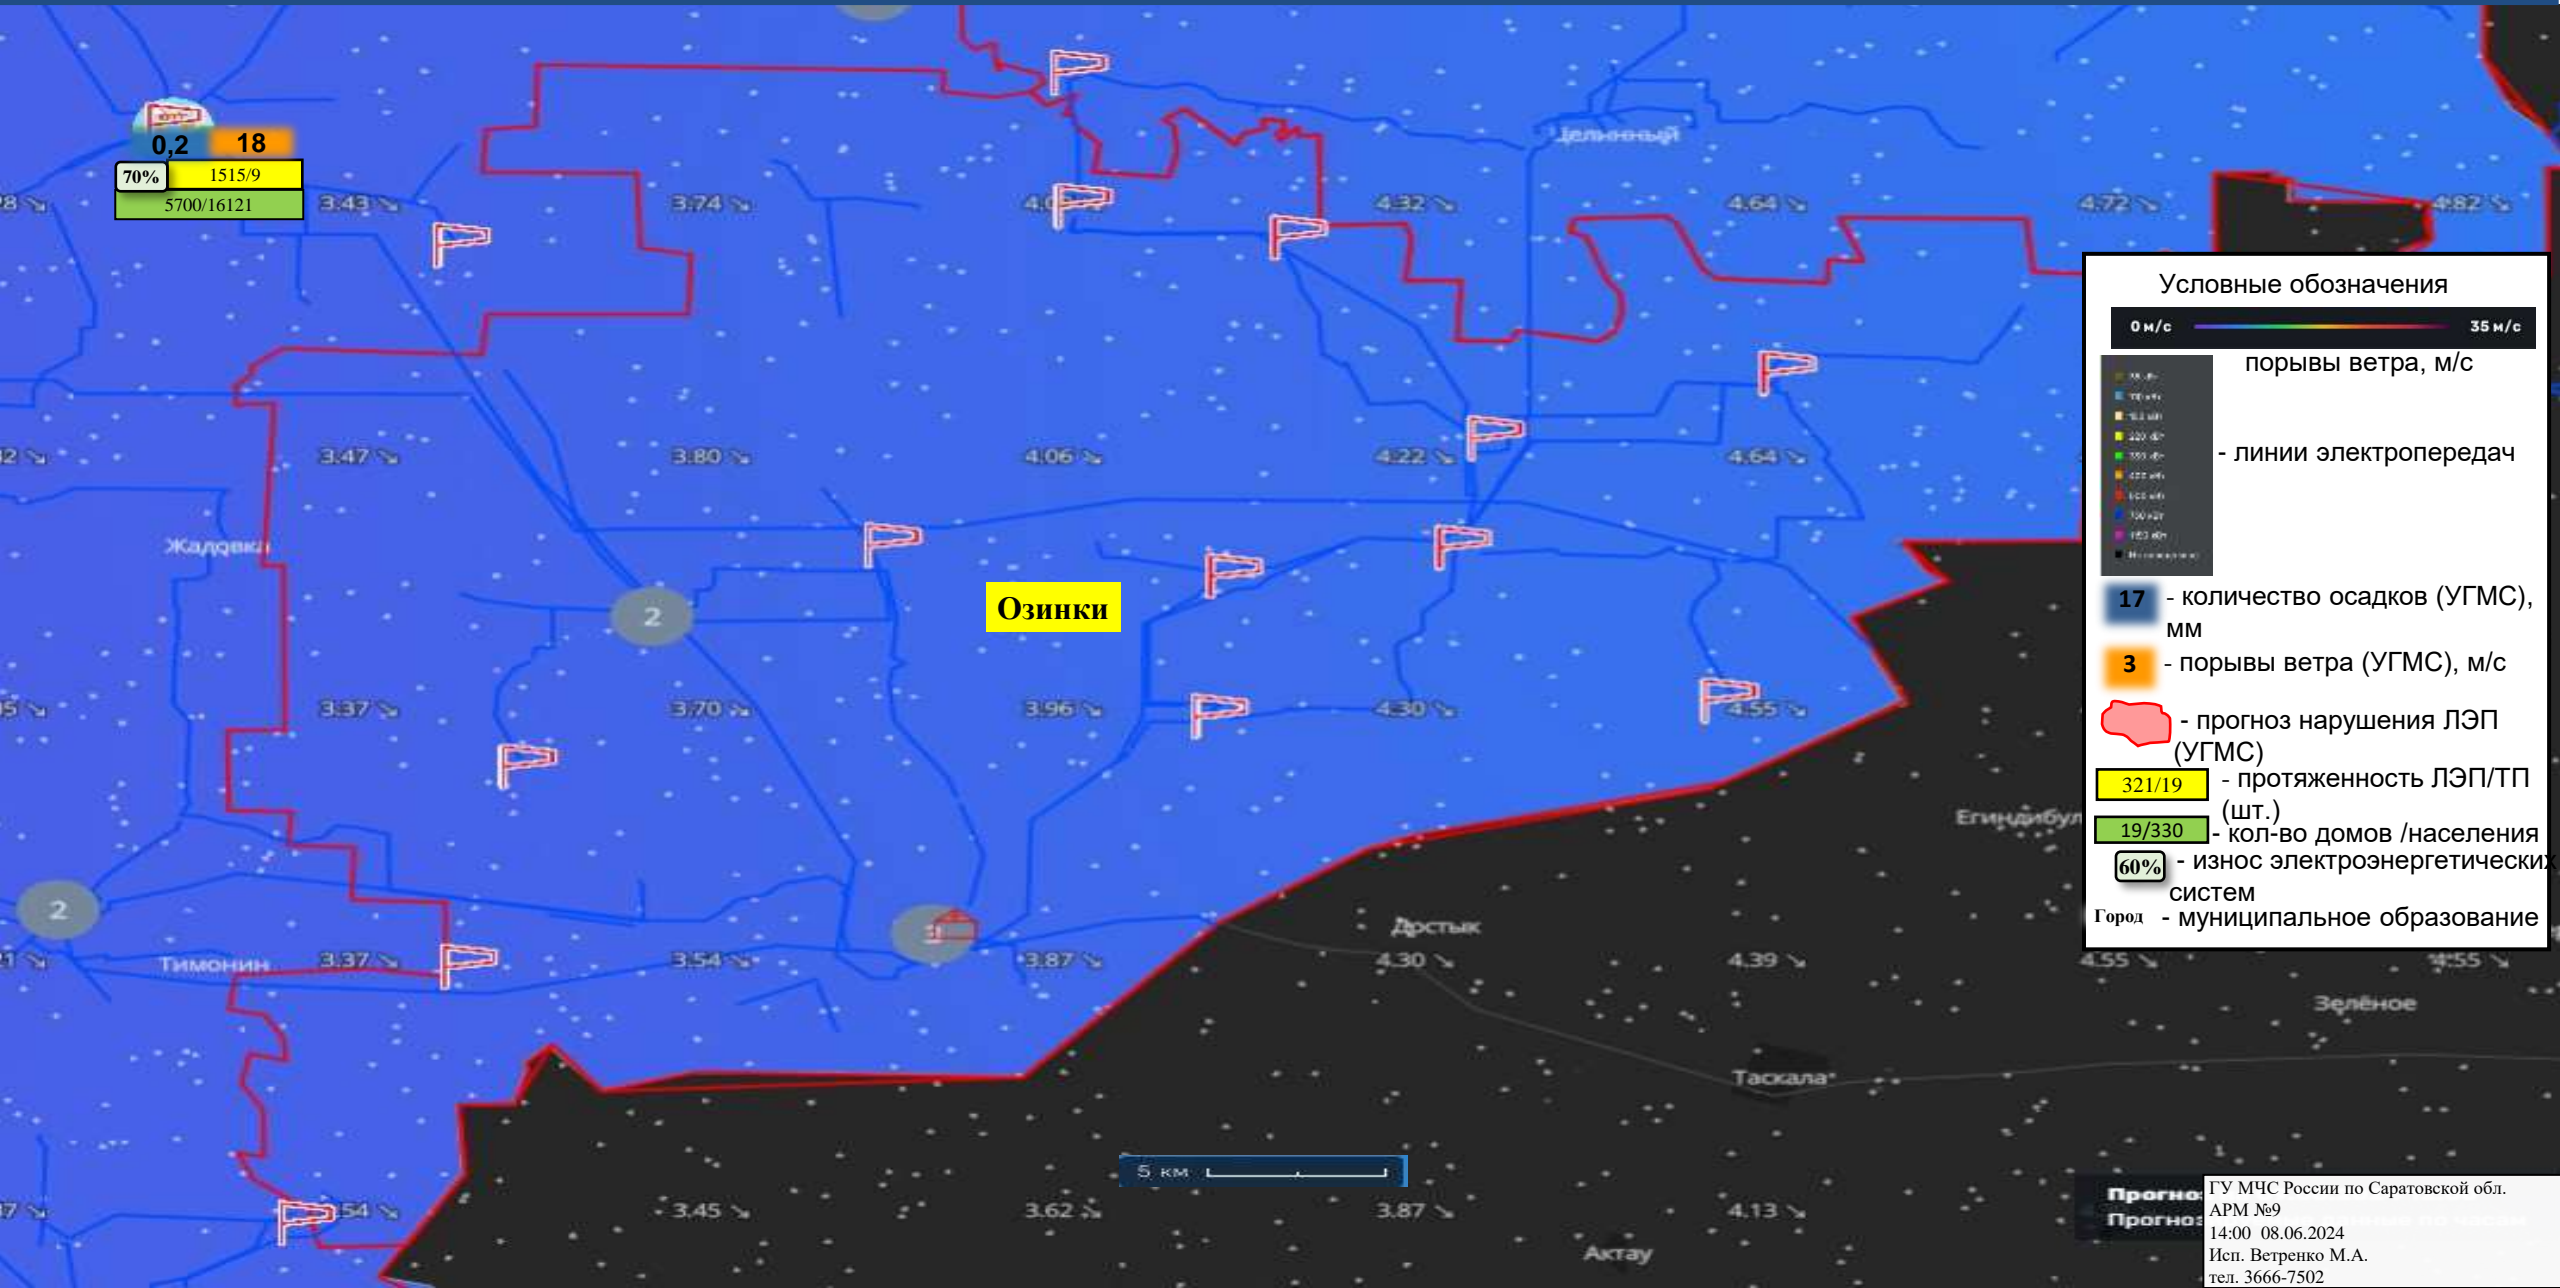 0,2 18
70% 1515/9
5700/16121
Целинный
3.43 3.74 4.32 4.64 4.72 4.82
3.47 3.80 4.06 4.22 4.64
Жадовка
2
Озинки
3.37 3.70 3.96 4.30 4.55
2
Достык
Тимонин 3.37 3.54 3.87 4.30 4.39 4.55 4.55
Зелёное
Таскала
5 км
3.45 3.62 3.87 4.13
Актау
Условные обозначения
0 м/с 35 м/с
порывы ветра, м/с
- линии электропередач
17 - количество осадков (УГМС),
мм
3 - порывы ветра (УГМС), м/с
- прогноз нарушения ЛЭП
(УГМС)
321/19 - протяженность ЛЭП/ТП
(шт.)
19/330 - кол-во домов /населения
60% - износ электроэнергетических
систем
Город - муниципальное образование
ГУ МЧС России по Саратовской обл.
АРМ №9
14:00 08.06.2024
Исп. Ветренко М.А.
тел. 3666-7502